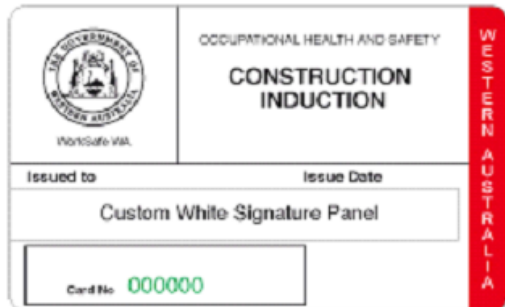 THE GOVERNMENT OF
WESTERN AUSTRALIA
WorkSafe WA
OCCUPATIONAL HEALTH AND SAFETY
CONSTRUCTION
INDUCTION
WESTERN AUSTRALIA
Issued to Issue Date
Custom White Signature Panel
Card No 000000